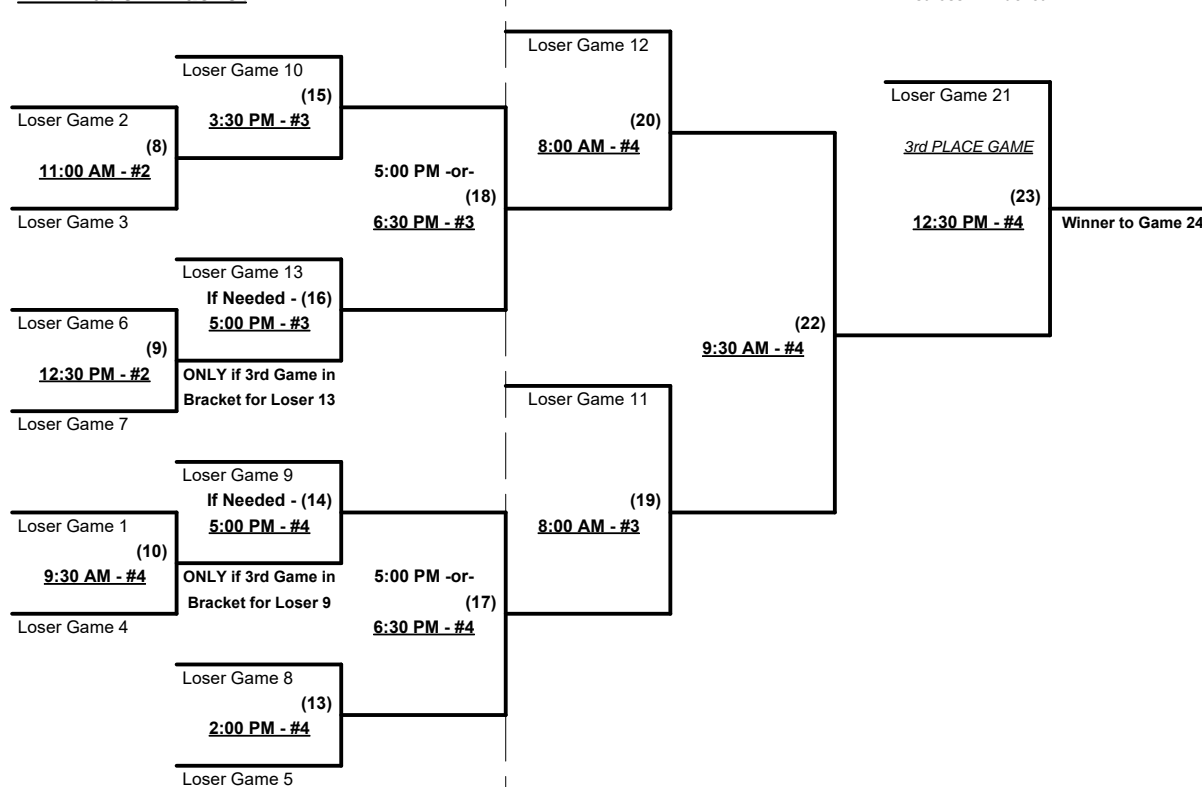 Loser Game 12
Loser Game 10
(15)
3:30 PM - #3
Loser Game 21
Loser Game 2
(8)
11:00 AM - #2
Loser Game 3
(20)
8:00 AM - #4
3rd PLACE GAME
5:00 PM -or-
(18)
6:30 PM - #3
(23)
12:30 PM - #4
Winner to Game 24
Loser Game 13
If Needed - (16)
5:00 PM - #3
Loser Game 6
(9)
12:30 PM - #2
ONLY if 3rd Game in
Bracket for Loser 13
Loser Game 7
(22)
9:30 AM - #4
Loser Game 11
Loser Game 9
If Needed - (14)
5:00 PM - #4
Loser Game 1
(10)
9:30 AM - #4
ONLY if 3rd Game in
Bracket for Loser 9
Loser Game 4
(19)
8:00 AM - #3
5:00 PM -or-
(17)
6:30 PM - #4
Loser Game 8
(13)
2:00 PM - #4
Loser Game 5